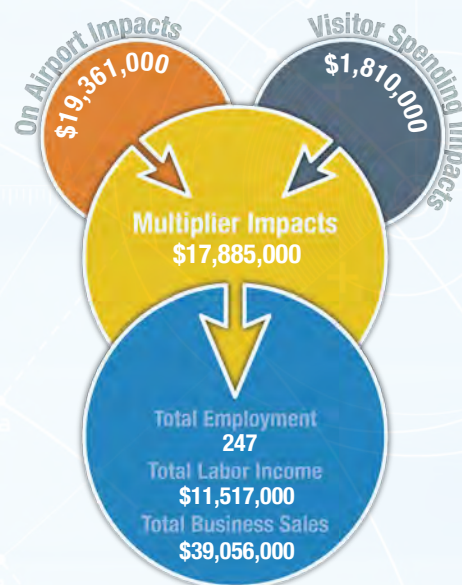 On Airport Impacts
$19,361,000
Visitor Spending Impacts
$1,810,000
Multiplier Impacts
$17,885,000
Total Employment
247
Total Labor Income
$11,517,000
Total Business Sales
$39,056,000